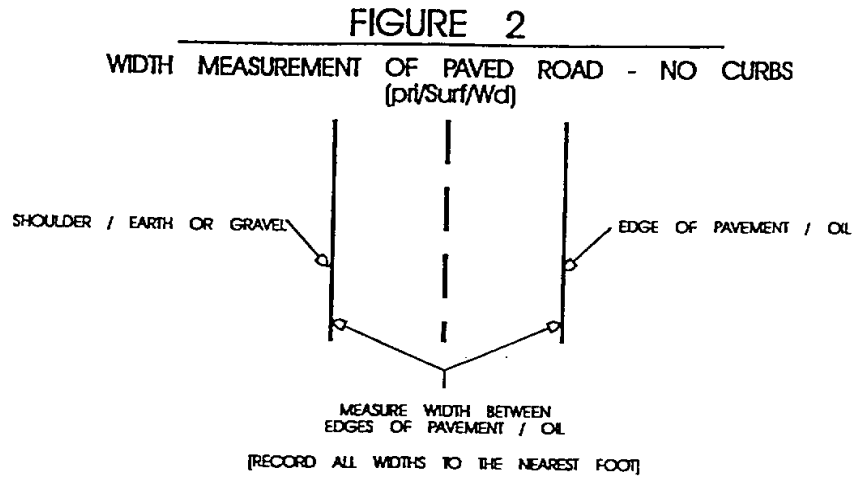 FIGURE 2
WIDTH MEASUREMENT OF PAVED ROAD - NO CURBS
(pri/Surf/Wd)
SHOULDER / EARTH OR GRAVEL
EDGE OF PAVEMENT / OIL
MEASURE WIDTH BETWEEN
EDGES OF PAVEMENT / OIL
[RECORD ALL WIDTHS TO THE NEAREST FOOT]